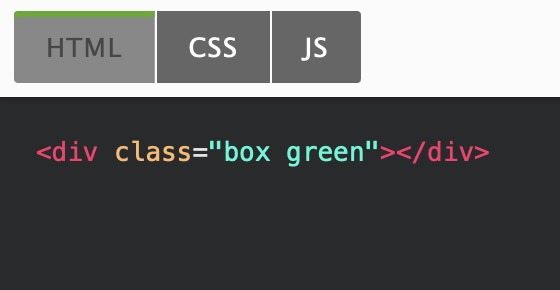 HTML CSS JS
<div class="box green"></div>